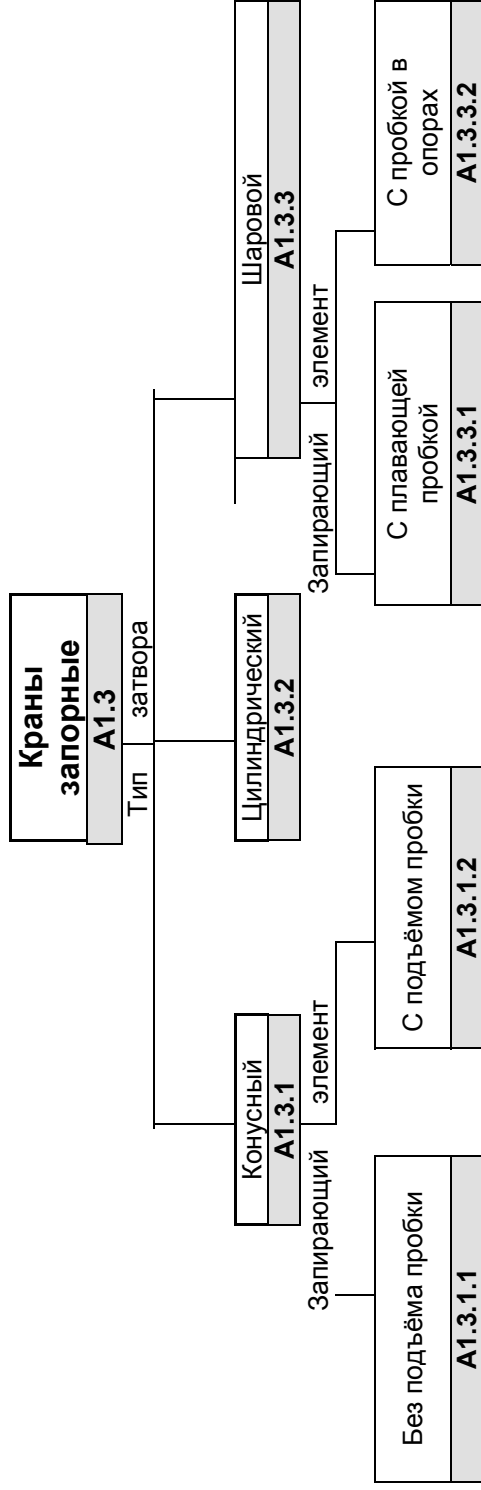 Краны
запорные
А1.3
Тип затвора
Конусный
А1.3.1
Цилиндрический
А1.3.2
Шаровой
А1.3.3
Запирающий элемент
Запирающий элемент
Без подъёма пробки
А1.3.1.1
С подъёмом пробки
А1.3.1.2
С плавающей
пробкой
А1.3.3.1
С пробкой в
опорах
А1.3.3.2